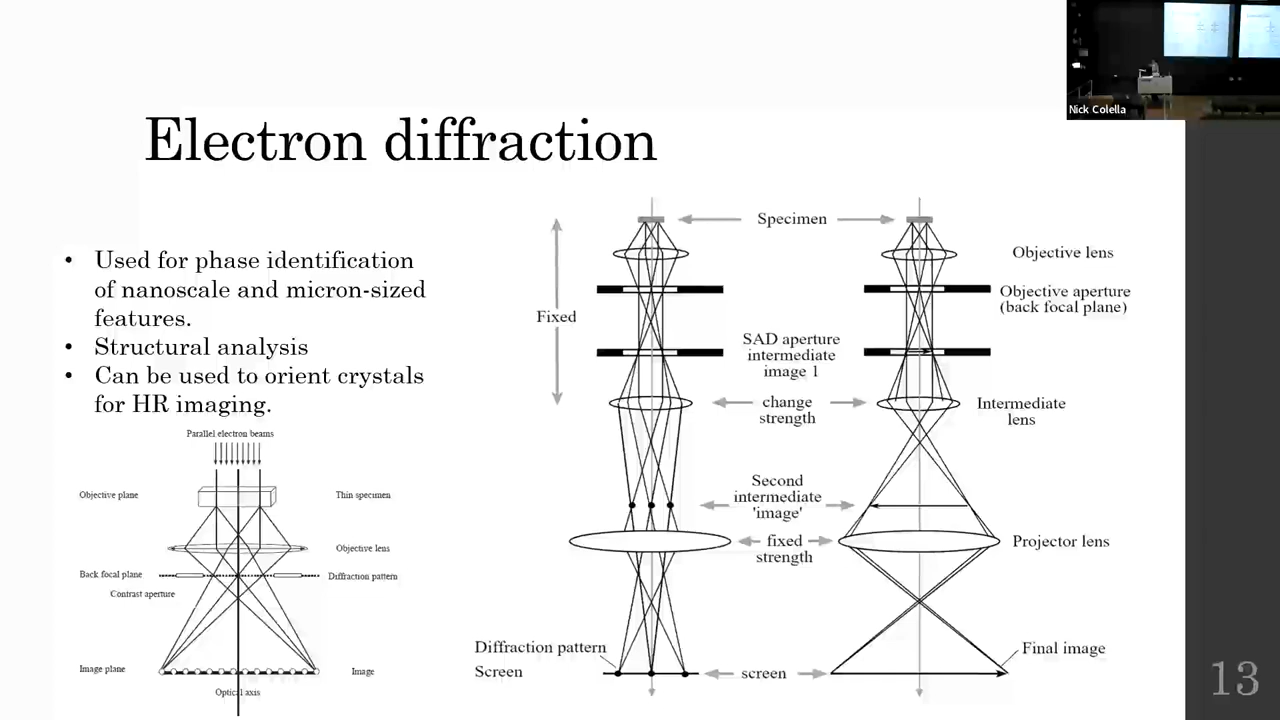 Nick Colella
Electron diffraction
• Used for phase identification
of nanoscale and micron-sized
features.
• Structural analysis
• Can be used to orient crystals
for HR imaging.
Parallel electron beams
Objective plane
Thin specimen
Objective lens
Back focal plane
Diffraction pattern
Contrast aperture
Image plane
Image
Optical axis
Specimen
Objective lens
Objective aperture
(back focal plane)
Fixed
SAD aperture
intermediate
image 1
change
strength
Intermediate
lens
Second
intermediate
'image'
fixed
strength
Projector lens
Diffraction pattern
Screen
screen
Final image
13